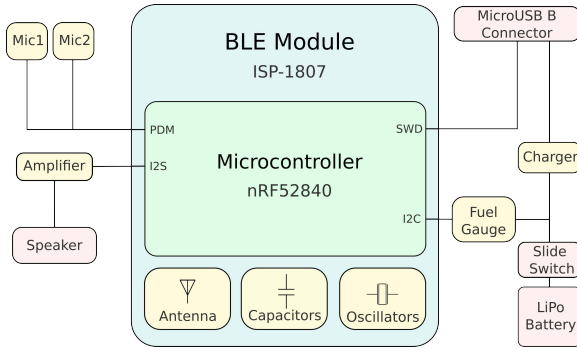 Mic1
Mic2
BLE Module
ISP-1807
MicroUSB B
Connector
PDM
SWD
Amplifier
I2S
Microcontroller
nRF52840
Charger
Speaker
I2C
Fuel
Gauge
Slide
Switch
Antenna
Capacitors
Oscillators
LiPo
Battery